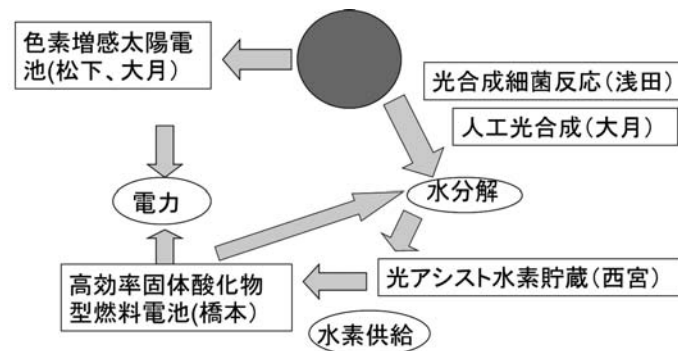 色素増感太陽電
池(松下、大月)
光合成細菌反応(浅田)
人工光合成(大月)
電力
水分解
高効率固体酸化物
型燃料電池(橋本)
光アシスト水素貯蔵(西宮)
水素供給